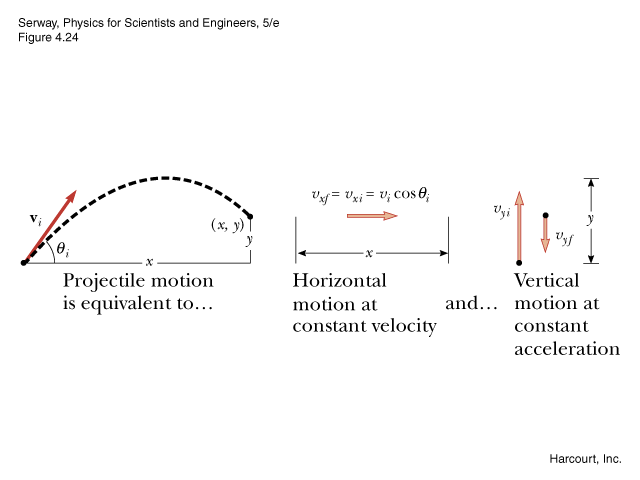 Serway, Physics for Scientists and Engineers, 5/e
Figure 4.24
v_i
θ_i
x
(x, y)
y
Projectile motion
is equivalent to…
v_xf = v_xi = v_i cos θ_i
x
Horizontal
motion at
constant velocity
and…
v_yi
v_yf
y
Vertical
motion at
constant
acceleration
Harcourt, Inc.